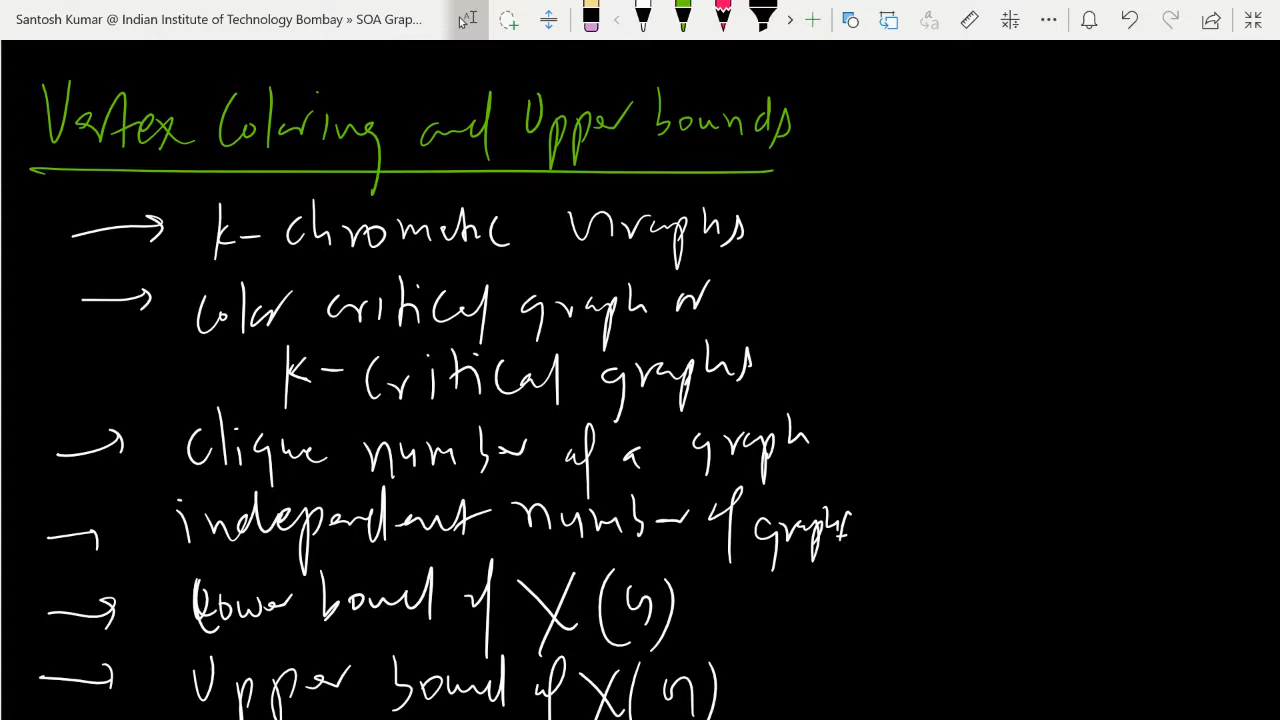 Santosh Kumar @ Indian Institute of Technology Bombay » SOA Grap...
Vertex Coloring and Upper bounds
k-chromatic Graphs
color critical graph or
k-critical graphs
Clique number of a graph
independent number of graphs
Lower bound of χ(G)
Upper bound of χ(G)